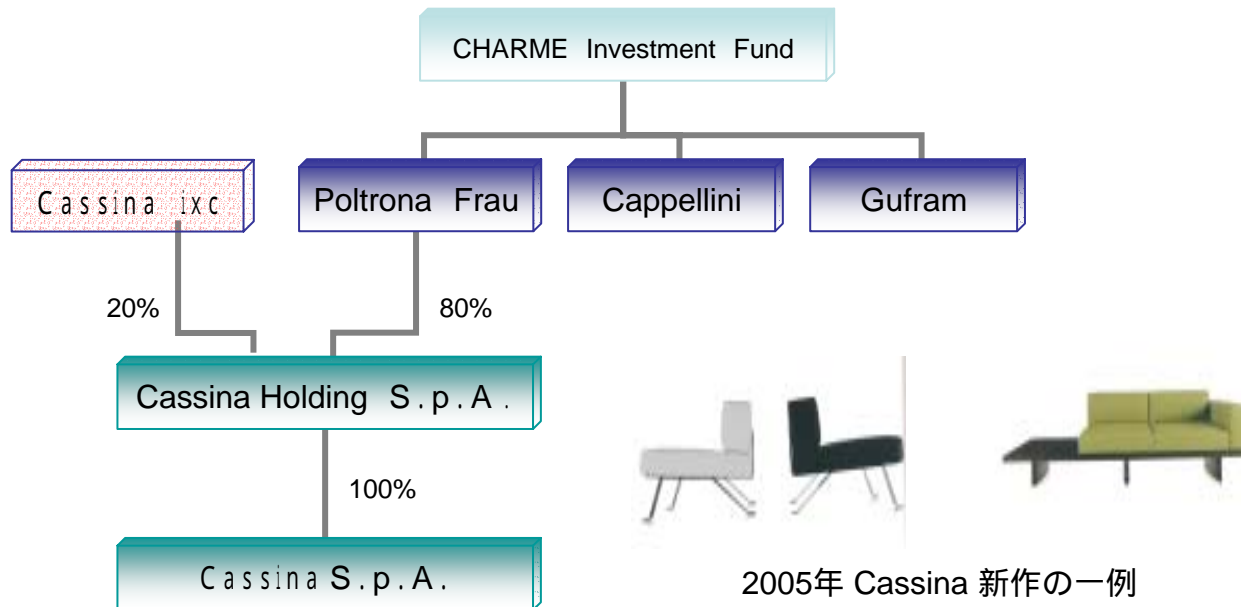 CHARME Investment Fund
Cassina ixc
Poltrona Frau
Cappellini
Gufram
20%
80%
Cassina Holding S.p.A.
100%
Cassina S.p.A.
2005年 Cassina 新作の一例